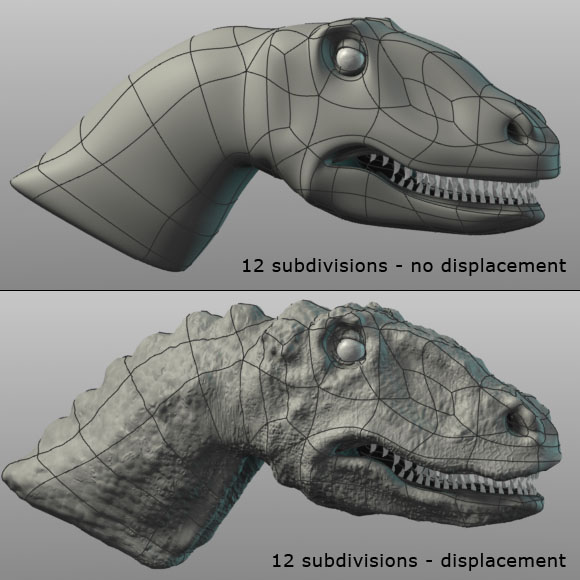 12 subdivisions - no displacement
12 subdivisions - displacement